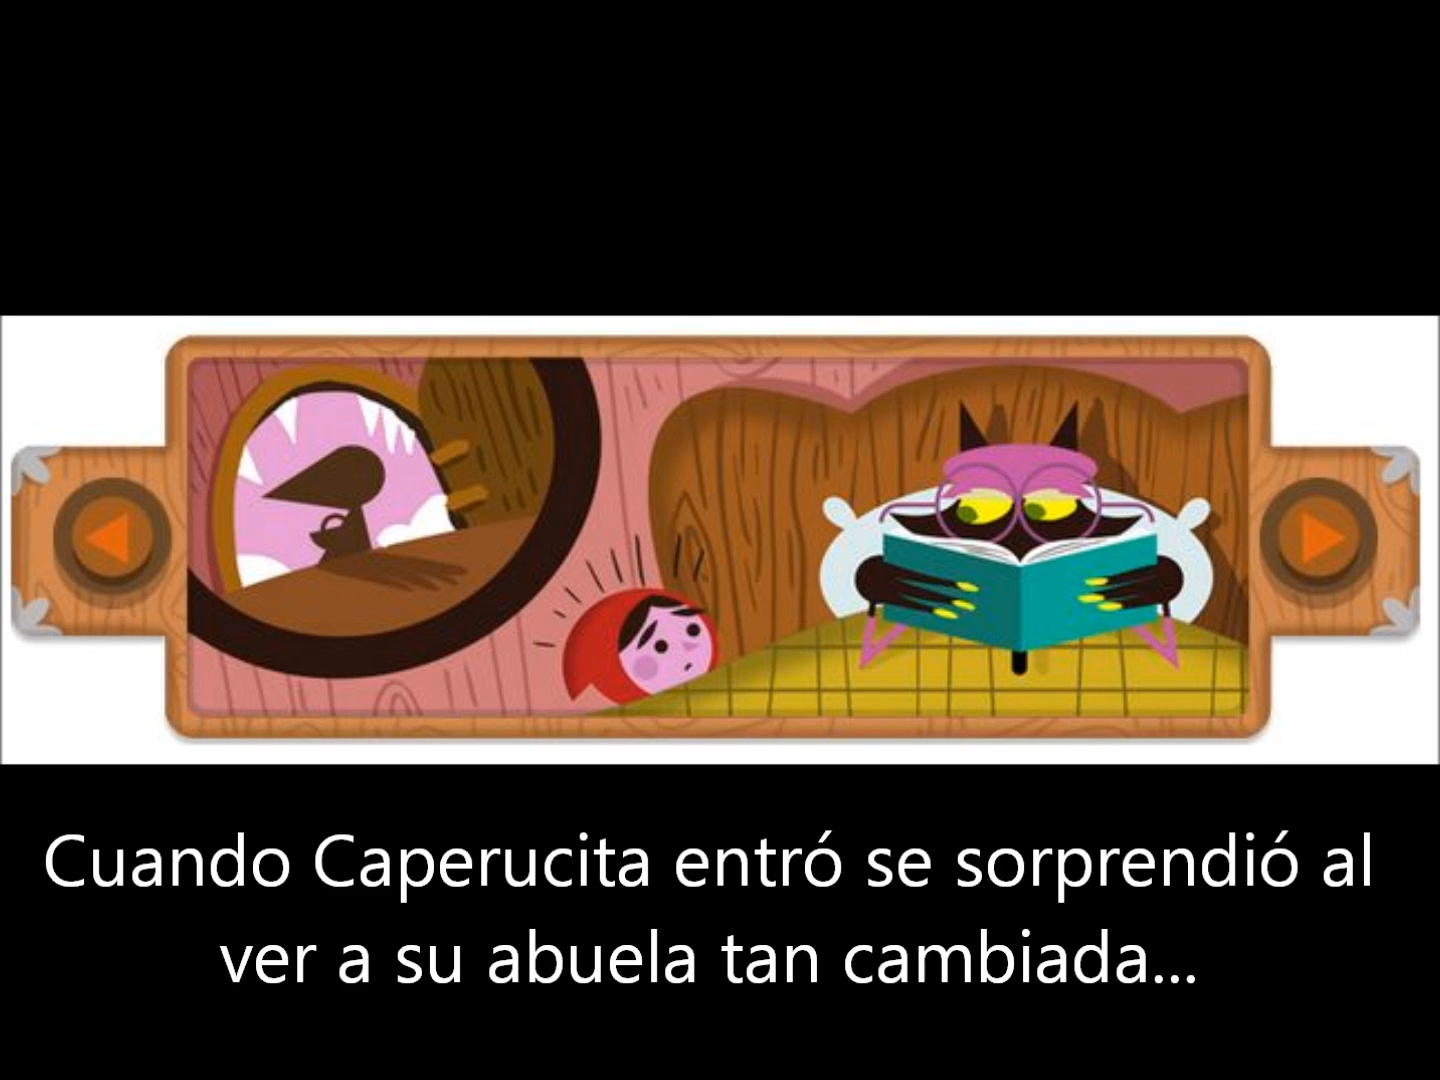 Cuando Caperucita entró se sorprendió al
ver a su abuela tan cambiada...